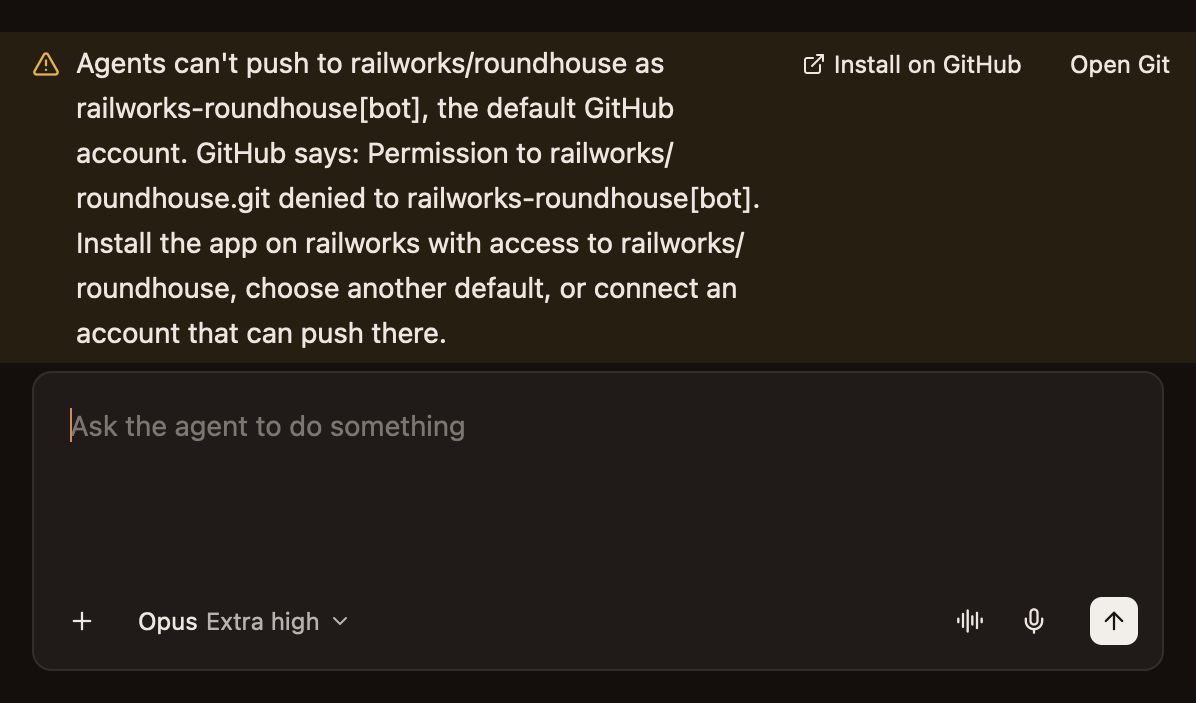 Agents can't push to railworks/roundhouse as
railworks-roundhouse[bot], the default GitHub
account. GitHub says: Permission to railworks/
roundhouse.git denied to railworks-roundhouse[bot].
Install the app on railworks with access to railworks/
roundhouse, choose another default, or connect an
account that can push there.
Install on GitHub
Open Git
Ask the agent to do something
Opus Extra high